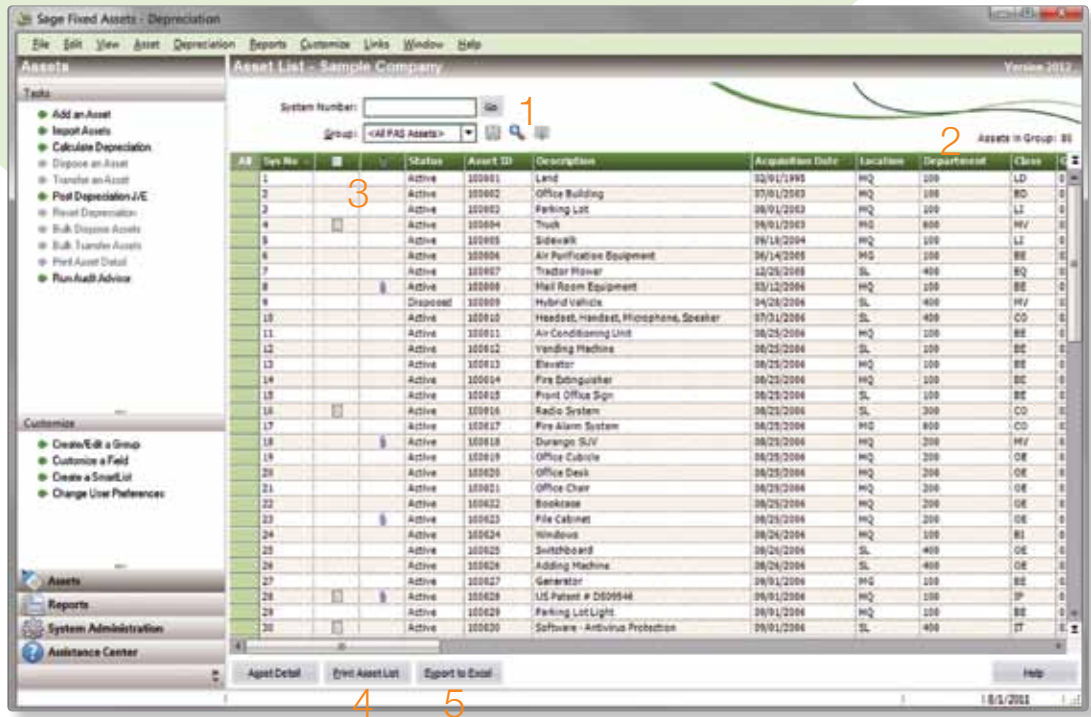 Sage Fixed Assets - Depreciation
File Edit View Asset Depreciation Reports Customize Links Window Help
Assets
Asset List - Sample Company
Version 2012
Tasks
Add an Asset
Import Assets
Calculate Depreciation
Dispose an Asset
Transfer an Asset
Post Depreciation J/E
Reset Depreciation
Bulk Dispose Assets
Bulk Transfer Assets
Print Asset Detail
Run Audit Advisor
Customize
Create/Edit a Group
Customize a Field
Create a SmartList
Change User Preferences
Assets
Reports
System Administration
Assistance Center
System Number: Go
1
Group: <All FAS Assets>
2
Assets in Group:
All Sys No Status Asset ID Description Acquisition Date Location Department Class
3
1 Active 100001 Land 02/01/1995 HQ 100 LD
2 Active 100002 Office Building 07/01/2003 HQ 100 BD
3 Active 100003 Parking Lot 08/01/2003 HQ 100 LI
4 Active 100004 Truck 09/01/2003 MG 600 MV
5 Active 100005 Sidewalk 09/18/2004 HQ 100 LI
6 Active 100006 Air Purification Equipment 06/14/2005 MG 100 BE
7 Active 100007 Tractor Mower 12/25/2005 SL 400 EQ
8 Active 100008 Mail Room Equipment 03/12/2006 HQ 100 BE
9 Disposed 100009 Hybrid Vehicle 04/28/2006 SL 400 MV
10 Active 100010 Headset, Handset, Microphone, Speaker 07/31/2006 SL 400 CO
11 Active 100011 Air Conditioning Unit 08/25/2006 HQ 100 BE
12 Active 100012 Vending Machine 08/25/2006 SL 100 BE
13 Active 100013 Elevator 08/25/2006 HQ 100 BE
14 Active 100014 Fire Extinguisher 08/25/2006 HQ 100 BE
15 Active 100015 Front Office Sign 08/25/2006 SL 100 BE
16 Active 100016 Radio System 08/25/2006 SL 300 CO
17 Active 100017 Fire Alarm System 08/25/2006 MG 600 CO
18 Active 100018 Durango SUV 08/25/2006 HQ 200 MV
19 Active 100019 Office Cubicle 08/25/2006 HQ 200 OE
20 Active 100020 Office Desk 08/25/2006 HQ 200 OE
21 Active 100021 Office Chair 08/25/2006 HQ 200 OE
22 Active 100022 Bookcase 08/25/2006 HQ 200 OE
23 Active 100023 File Cabinet 08/25/2006 HQ 200 OE
24 Active 100024 Windows 08/26/2006 HQ 100 BI
25 Active 100025 Switchboard 08/26/2006 SL 400 OE
26 Active 100026 Adding Machine 08/26/2006 SL 400 OE
27 Active 100027 Generator 09/01/2006 MG 100 BE
28 Active 100028 US Patent # D509546 09/01/2006 HQ 100 IP
29 Active 100029 Parking Lot Light 09/01/2006 HQ 100 BE
30 Active 100030 Software - Antivirus Protection 09/01/2006 SL 400 IT
Asset Detail Print Asset List Export to Excel Help
4 5
8/1/2011